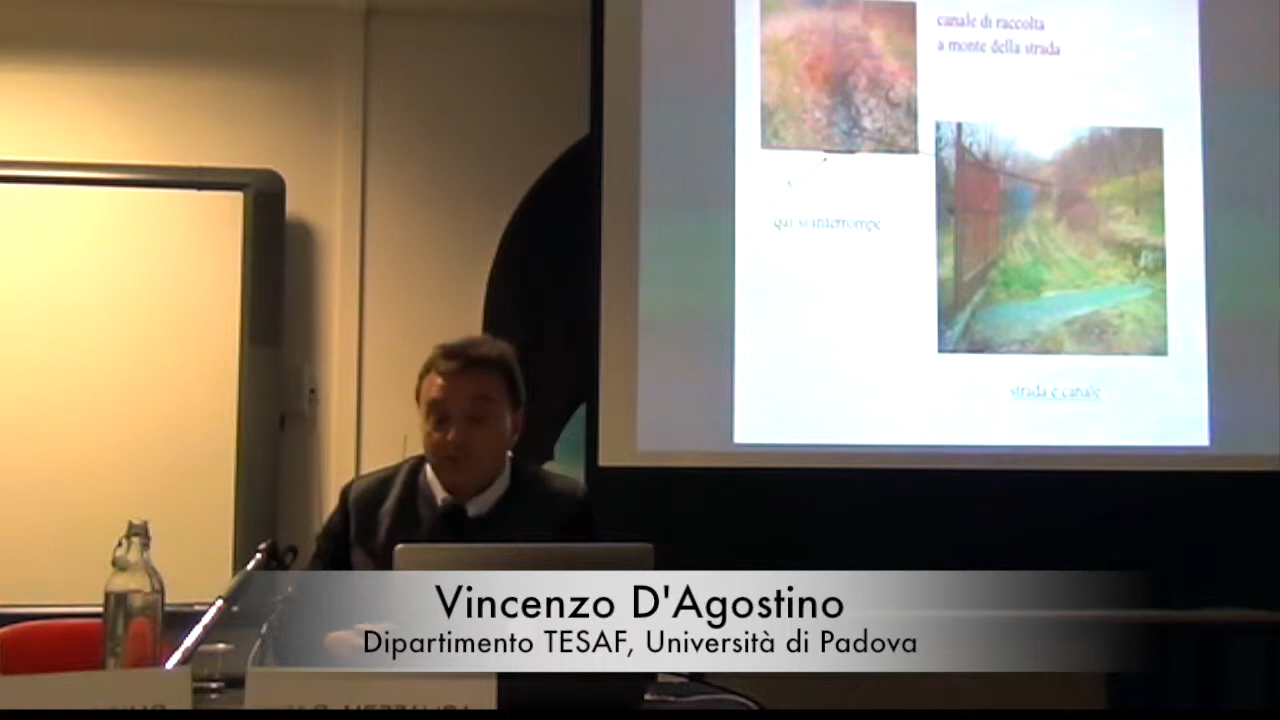 canale di raccolta
a monte della strada
qui si interrompe
strada e canale
Vincenzo D'Agostino
Dipartimento TESAF, Università di Padova